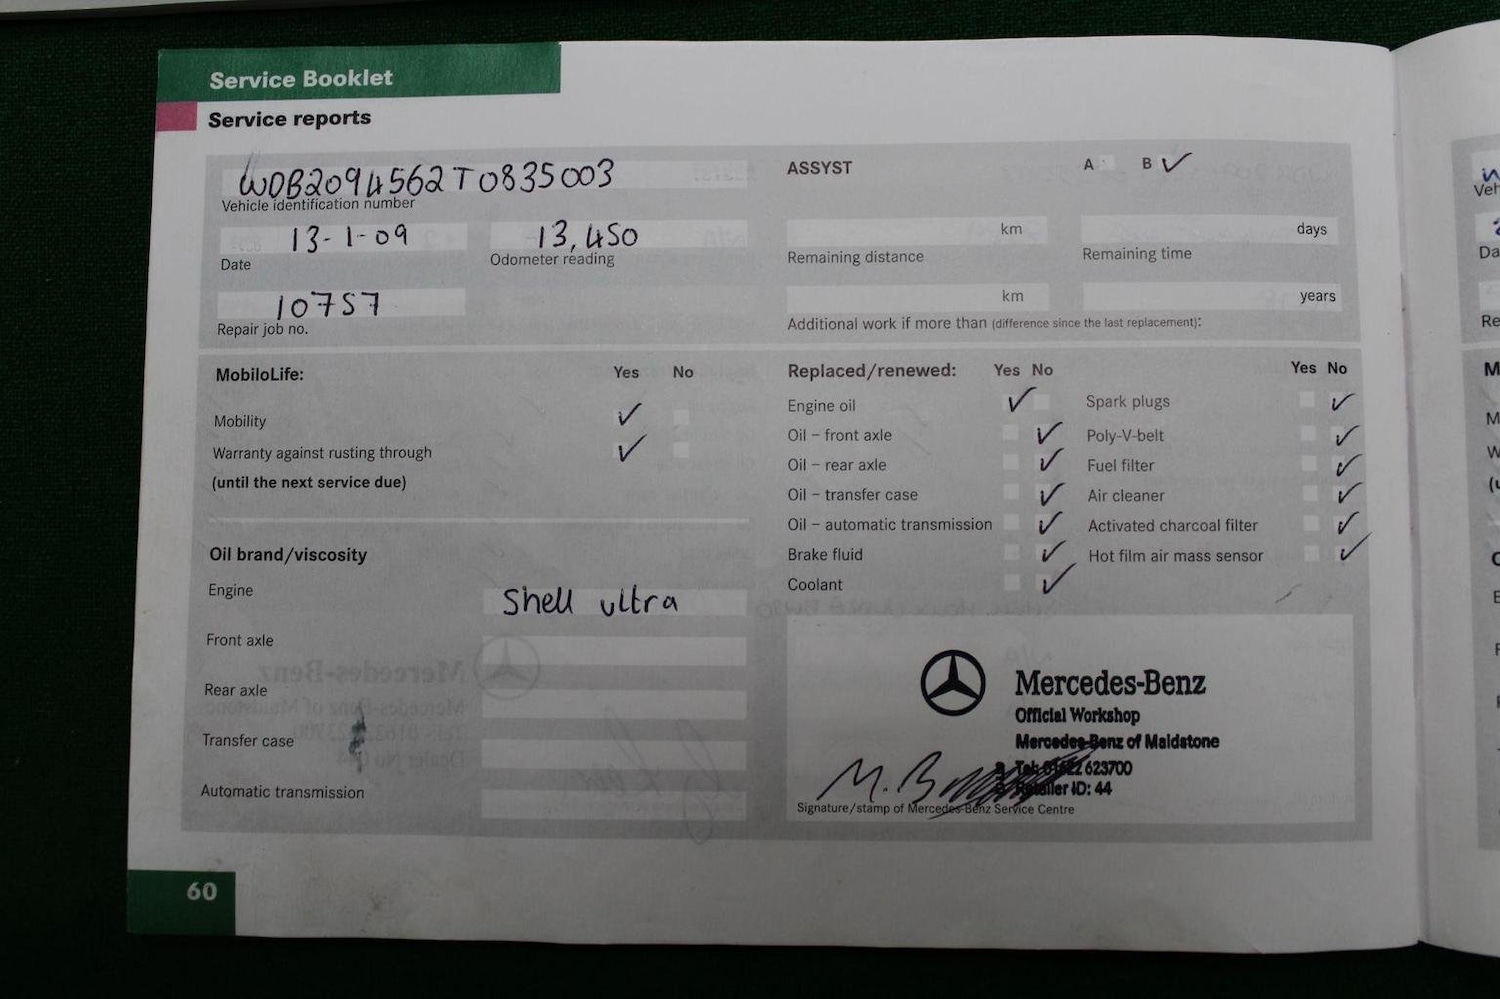 Service Booklet
Service reports
WDB2094562T0835003
Vehicle identification number
13-1-09
Date
13,450
Odometer reading
10757
Repair job no.
ASSYST A B ✓
km
Remaining distance
days
Remaining time
km
years
Additional work if more than (difference since the last replacement):
MobiloLife: Yes No
Mobility ✓
Warranty against rusting through ✓
(until the next service due)
Oil brand/viscosity
Engine Shell ultra
Front axle
Rear axle
Transfer case
Automatic transmission
Replaced/renewed: Yes No
Engine oil ✓
Oil – front axle ✓
Oil – rear axle ✓
Oil – transfer case ✓
Oil – automatic transmission ✓
Brake fluid ✓
Coolant ✓
Yes No
Spark plugs ✓
Poly-V-belt ✓
Fuel filter ✓
Air cleaner ✓
Activated charcoal filter ✓
Hot film air mass sensor ✓
Mercedes-Benz
Official Workshop
Mercedes-Benz of Maidstone
Tel: 01622 623700
Retailer ID: 44
M. B
Signature/stamp of Mercedes-Benz Service Centre
60